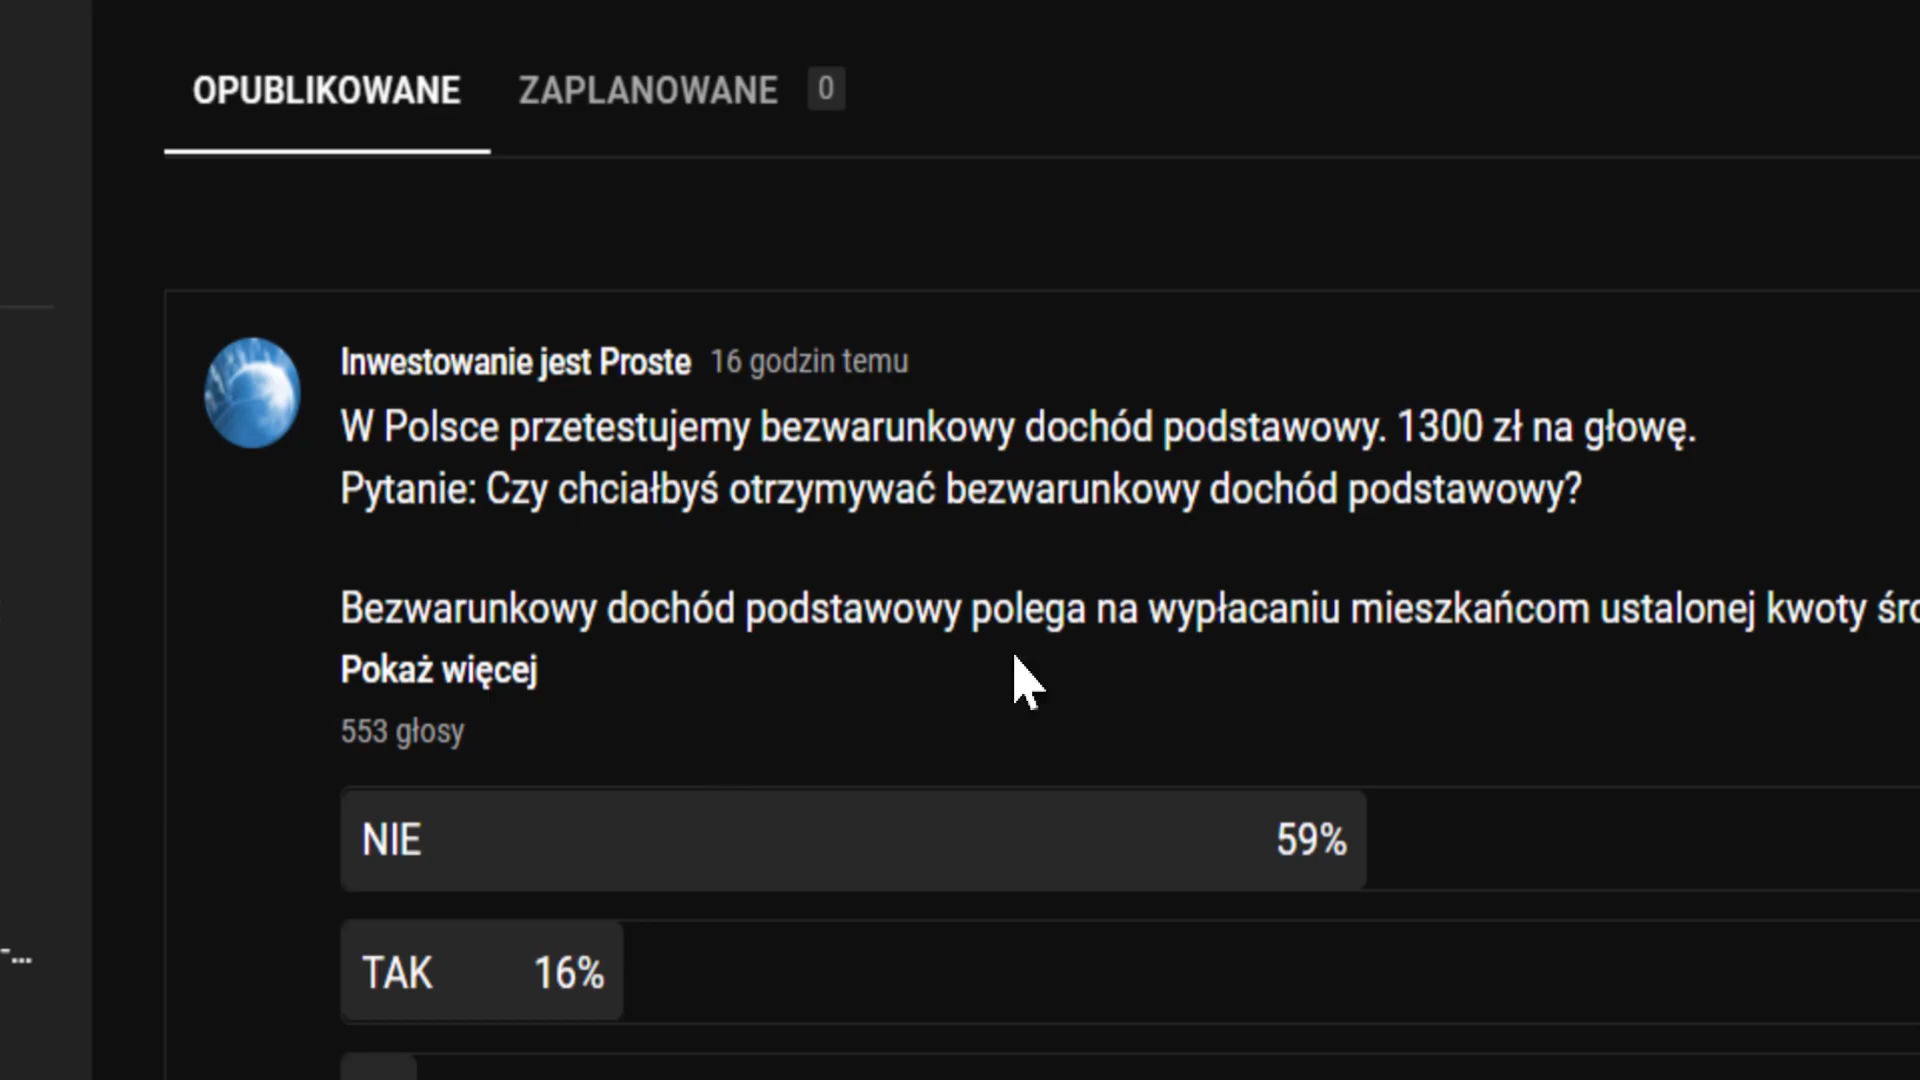 OPUBLIKOWANE ZAPLANOWANE 0
Inwestowanie jest Proste 16 godzin temu
W Polsce przetestujemy bezwarunkowy dochód podstawowy. 1300 zł na głowę.
Pytanie: Czy chciałbyś otrzymywać bezwarunkowy dochód podstawowy?
Bezwarunkowy dochód podstawowy polega na wypłacaniu mieszkańcom ustalonej kwoty
Pokaż więcej
553 głosy
NIE 59%
TAK 16%
-...